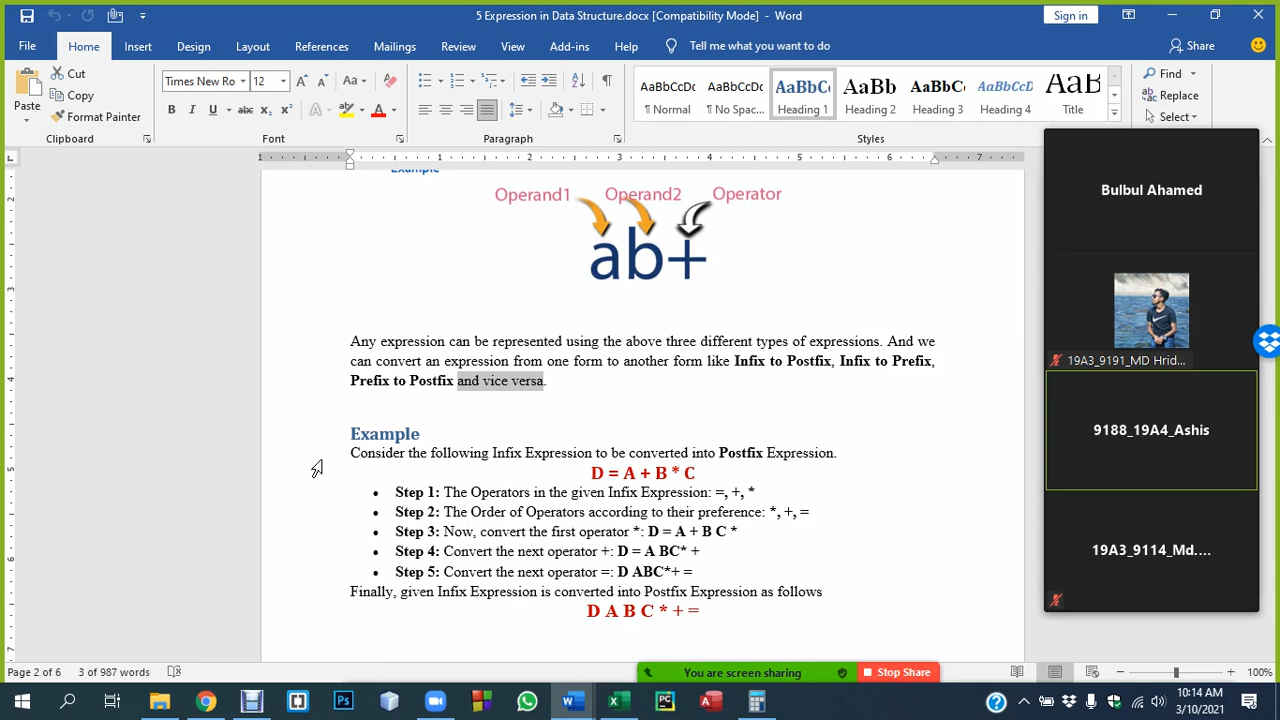 5 Expression in Data Structure.docx [Compatibility Mode] - Word
Sign in
File Home Insert Design Layout References Mailings Review View Add-ins Help Tell me what you want to do Share
Paste
Cut
Copy
Format Painter
Clipboard
Times New Ro 12
Font
Paragraph
AaBbCcDc AaBbCcDc AaBbC AaBb AaBbC AaBbCcD AaB
¶ Normal ¶ No Spac... Heading 1 Heading 2 Heading 3 Heading 4 Title
Styles
Find
Replace
Select
Example
Operand1 Operand2 Operator
ab+
Any expression can be represented using the above three different types of expressions. And we
can convert an expression from one form to another form like Infix to Postfix, Infix to Prefix,
Prefix to Postfix and vice versa.
Example
Consider the following Infix Expression to be converted into Postfix Expression.
D = A + B * C
• Step 1: The Operators in the given Infix Expression: =, +, *
• Step 2: The Order of Operators according to their preference: *, +, =
• Step 3: Now, convert the first operator *: D = A + B C *
• Step 4: Convert the next operator +: D = A BC* +
• Step 5: Convert the next operator =: D ABC*+ =
Finally, given Infix Expression is converted into Postfix Expression as follows
D A B C * + =
Bulbul Ahamed
19A3_9191_MD Hrid...
9188_19A4_Ashis
19A3_9114_Md....
Page 2 of 6 3 of 987 words
You are screen sharing Stop Share
100%
10:14 AM
3/10/2021